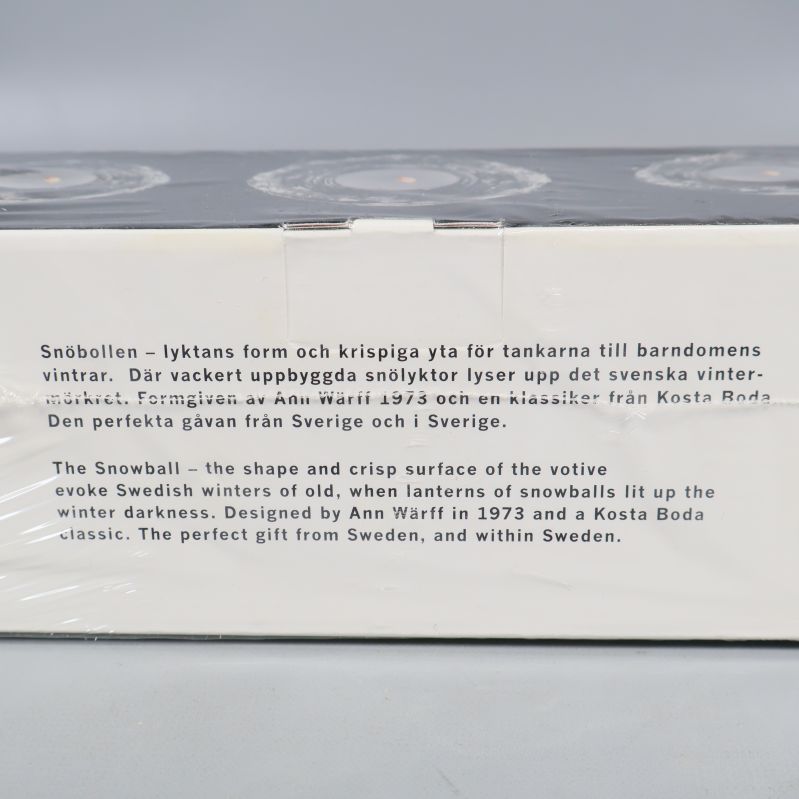 Snöbollen – lyktans form och krispiga yta för tankarna till barndomens
vintrar. Där vackert uppbyggda snölyktor lyser upp det svenska vinter-
mörkret. Formgiven av Ann Wärff 1973 och en klassiker från Kosta Boda
Den perfekta gåvan från Sverige och i Sverige.
The Snowball – the shape and crisp surface of the votive
evoke Swedish winters of old, when lanterns of snowballs lit up the
winter darkness. Designed by Ann Wärff in 1973 and a Kosta Boda
classic. The perfect gift from Sweden, and within Sweden.